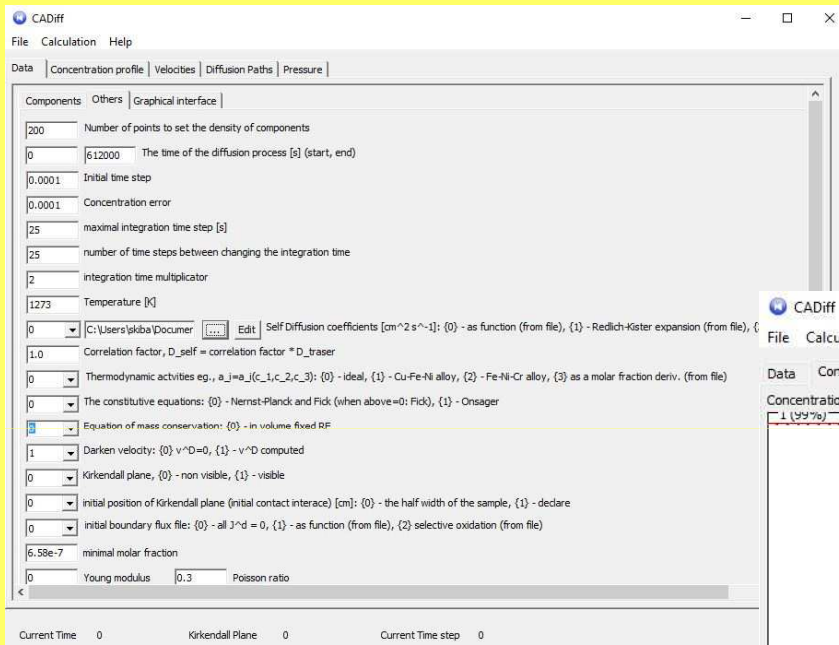 CADiff
File Calculation Help
Data Concentration profile Velocities Diffusion Paths Pressure
Components Others Graphical interface
200 Number of points to set the density of components
0 612000 The time of the diffusion process [s] (start, end)
0.0001 Initial time step
0.0001 Concentration error
25 maximal integration time step [s]
25 number of time steps between changing the integration time
2 integration time multiplicator
1273 Temperature [K]
0 C:\Users\skiba\Documer ... Edit Self Diffusion coefficients [cm^2 s^-1]: {0} - as function (from file), {1} - Redlich-Kister expansion (from file), {
1.0 Correlation factor, D_self = correlation factor * D_traser
0 Thermodynamic actvities eg., a_i=a_i(c_1,c_2,c_3): {0} - ideal, {1} - Cu-Fe-Ni alloy, {2} - Fe-Ni-Cr alloy, {3} as a molar fraction deriv. (from file)
0 The constitutive equations: {0} - Nernst-Planck and Fick (when above=0: Fick), {1} - Onsager
Equation of mass conservation: {0} - in volume fixed RF
1 Darken velocity: {0} v^D=0, {1} - v^D computed
0 Kirkendall plane, {0} - non visible, {1} - visible
0 initial position of Kirkendall plane (initial contact interace) [cm]: {0} - the half width of the sample, {1} - declare
0 initial boundary flux file: {0} - all J^d = 0, {1} - as function (from file), {2} selective oxidation (from file)
6.58e-7 minimal molar fraction
0 Young modulus 0.3 Poisson ratio
Current Time 0 Kirkendall Plane 0 Current Time step 0
CADiff
File Calcu
Data Con
Concentratio
1 (99%)